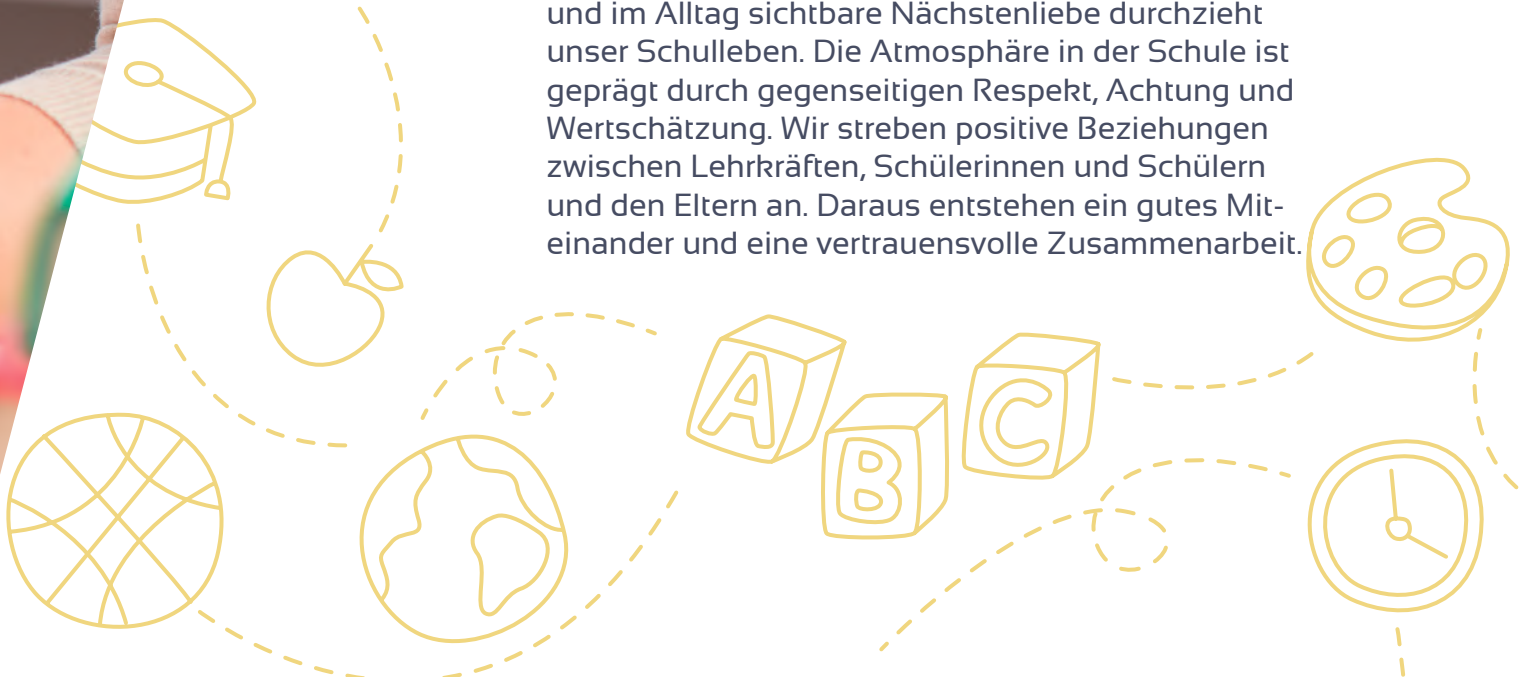 und im Alltag sichtbare Nächstenliebe durchzieht
unser Schulleben. Die Atmosphäre in der Schule ist
geprägt durch gegenseitigen Respekt, Achtung und
Wertschätzung. Wir streben positive Beziehungen
zwischen Lehrkräften, Schülerinnen und Schülern
und den Eltern an. Daraus entstehen ein gutes Mit-
einander und eine vertrauensvolle Zusammenarbeit.
A
B
C